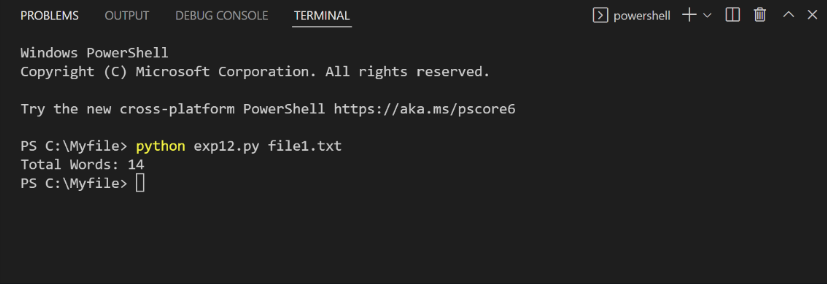 PROBLEMS OUTPUT DEBUG CONSOLE TERMINAL powershell
Windows PowerShell
Copyright (C) Microsoft Corporation. All rights reserved.
Try the new cross-platform PowerShell https://aka.ms/pscore6
PS C:\Myfile> python exp12.py file1.txt
Total Words: 14
PS C:\Myfile>